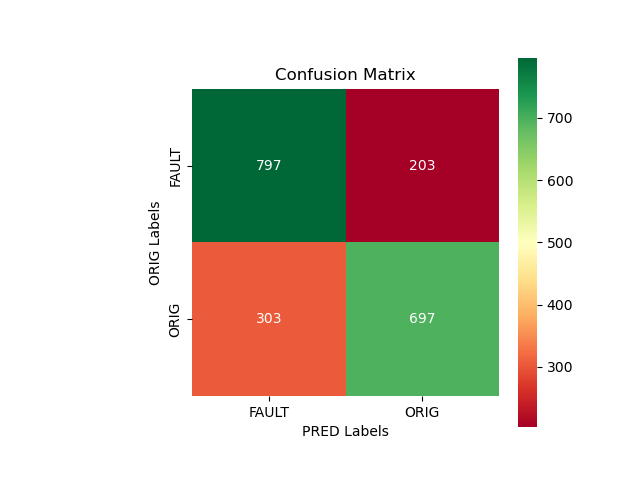 Confusion Matrix
FAULT
797
203
700
600
500
400
300
ORIG Labels
ORIG
303
697
FAULT
ORIG
PRED Labels